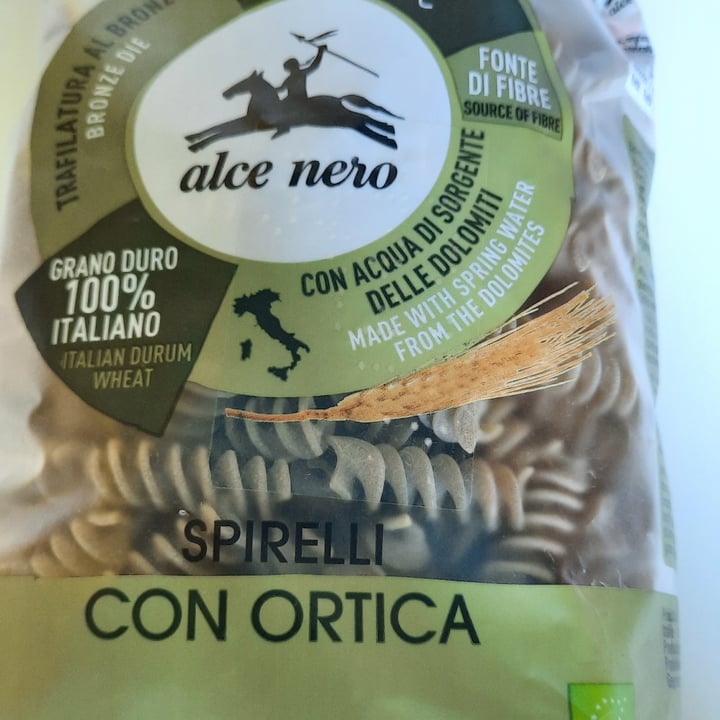 TRAFILATURA AL BRONZ
BRONZE DIE
FONTE
DI FIBRE
SOURCE OF FIBRE
alce nero
CON ACQUA DI SORGENTE
DELLE DOLOMITI
MADE WITH SPRING WATER
FROM THE DOLOMITES
GRANO DURO
100%
ITALIANO
ITALIAN DURUM
WHEAT
SPIRELLI
CON ORTICA